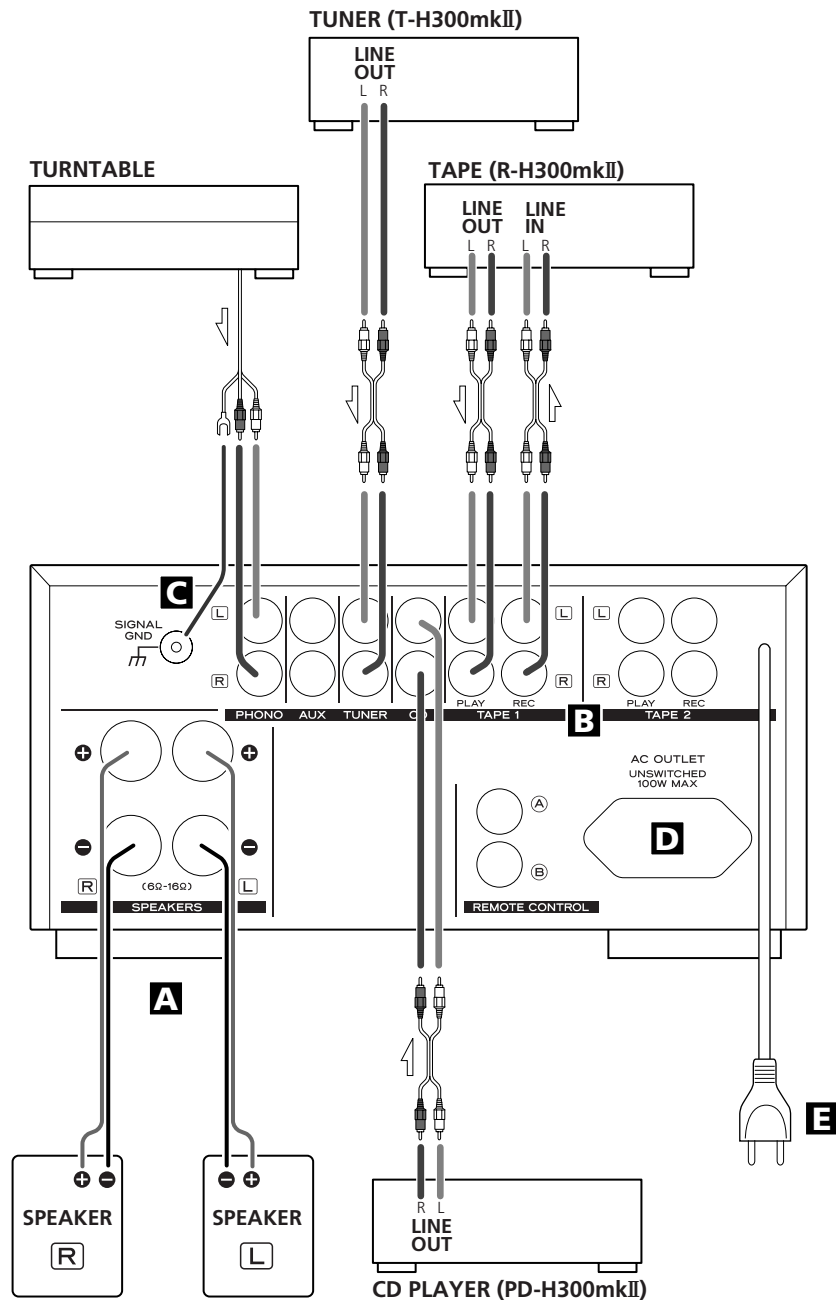 TUNER (T-H300mkⅡ)
LINE
OUT
L R
TURNTABLE
TAPE (R-H300mkⅡ)
LINE
OUT
L R
LINE
IN
L R
C
SIGNAL
GND
L
R
L
R
L
R
PHONO
AUX
TUNER
CD
PLAY
REC
TAPE 1
B
PLAY
REC
TAPE 2
+
+
−
−
R
(6Ω-16Ω)
L
SPEAKERS
A
B
REMOTE CONTROL
AC OUTLET
UNSWITCHED
100W MAX
D
A
E
+ −
SPEAKER
R
− +
SPEAKER
L
R L
LINE
OUT
CD PLAYER (PD-H300mkⅡ)